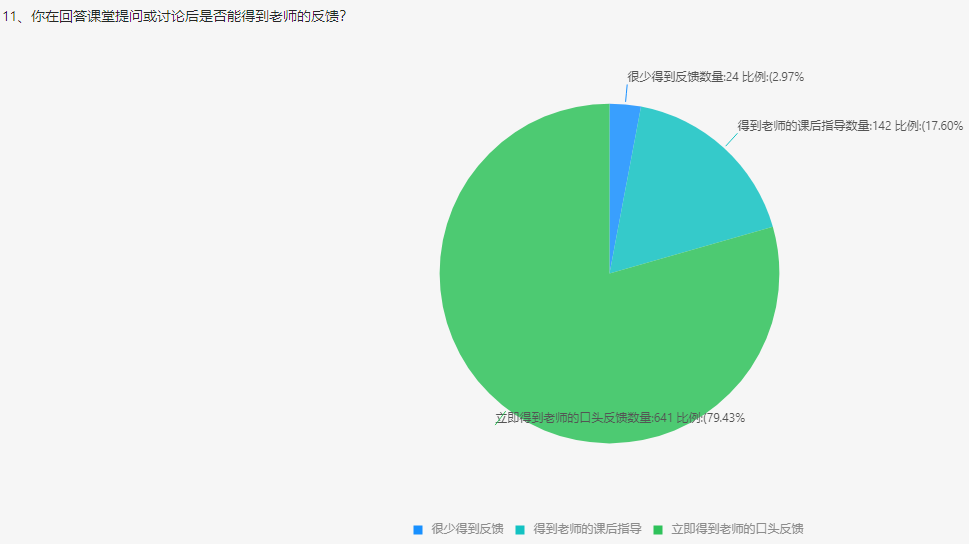 11、你在回答课堂提问或讨论后是否能得到老师的反馈?
很少得到反馈数量:24 比例:(2.97%
得到老师的课后指导数量:142 比例:(17.60%
立即得到老师的口头反馈数量:641 比例:(79.43%
很少得到反馈 得到老师的课后指导 立即得到老师的口头反馈